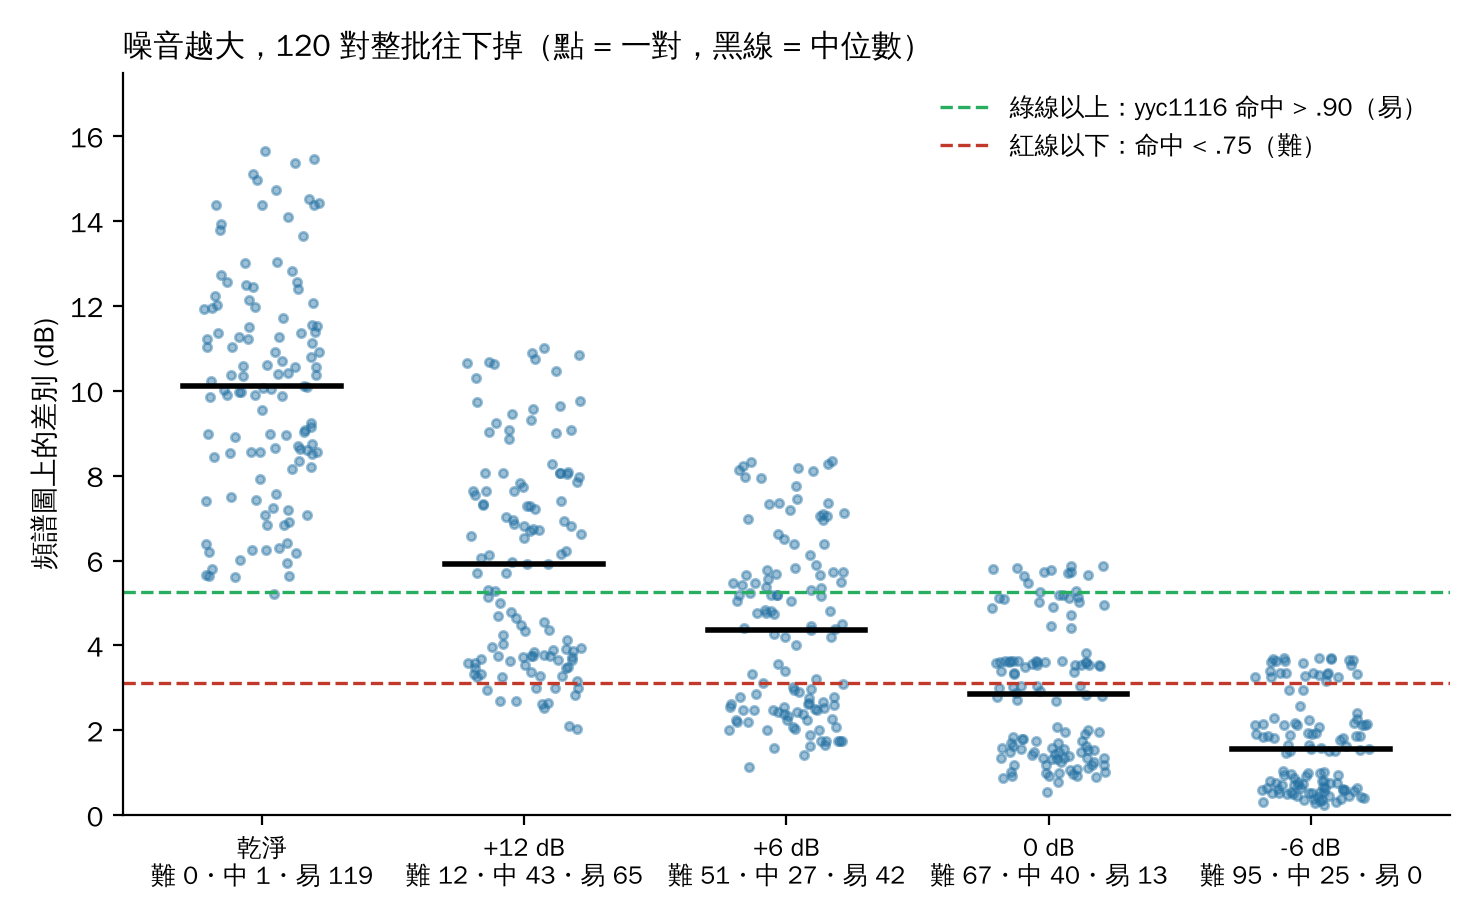 噪音越大，120 對整批往下掉（點 = 一對，黑線 = 中位數）
綠線以上：yyc1116 命中 > .90（易）
紅線以下：命中 < .75（難）
頻譜圖上的差別 (dB)
16
14
12
10
8
6
4
2
0
乾淨 +12 dB +6 dB 0 dB -6 dB
難 0・中 1・易 119 難 12・中 43・易 65 難 51・中 27・易 42 難 67・中 40・易 13 難 95・中 25・易 0